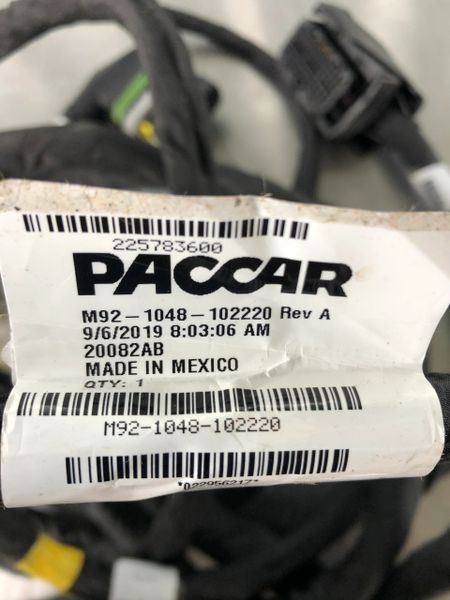 225783600
PACCAR
M92-1048-102220 Rev A
9/6/2019 8:03:06 AM
20082AB
MADE IN MEXICO
QTY: 1
M92-1048-102220
*022956217*